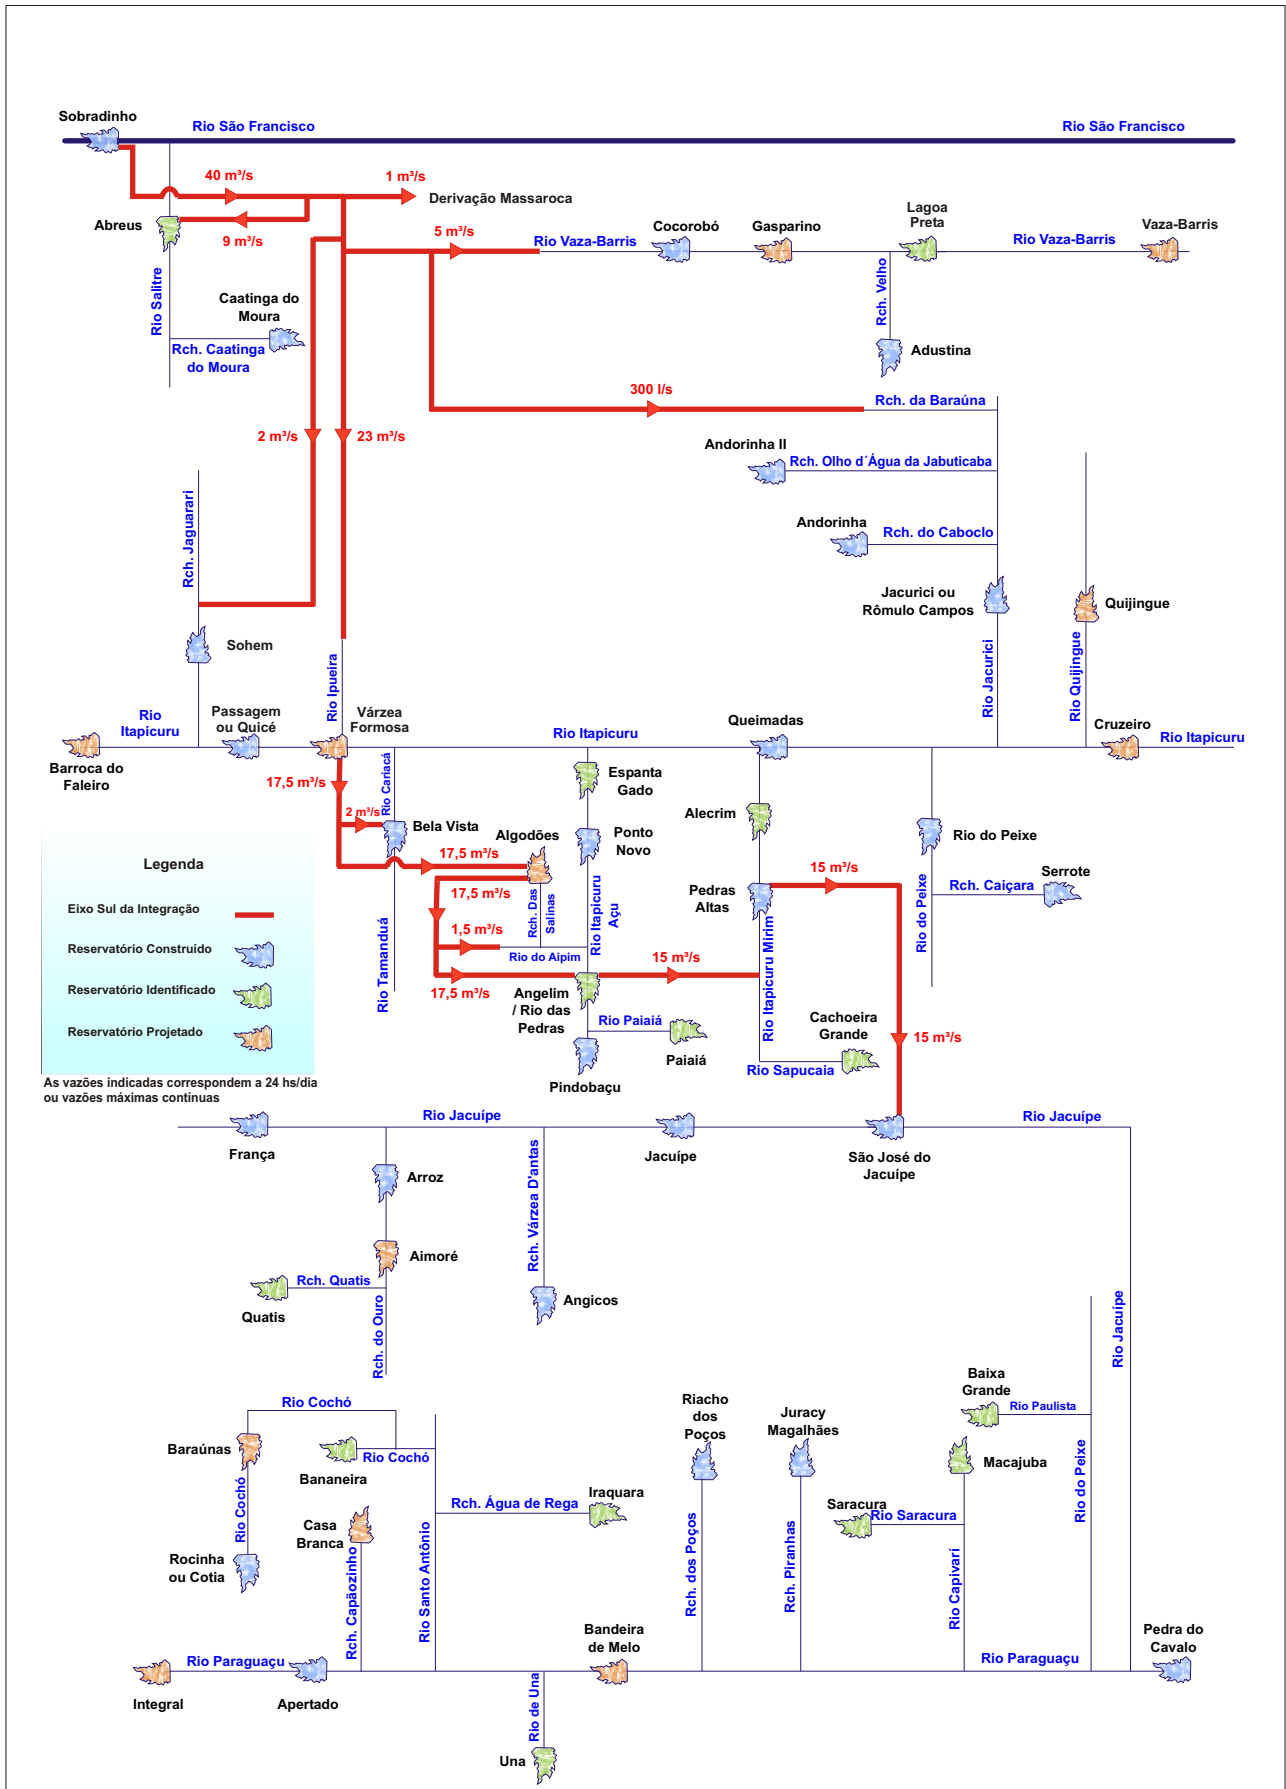 Sobradinho
Rio São Francisco
Rio São Francisco
40 m³/s
1 m³/s
Derivação Massaroca
Abreus
9 m³/s
5 m³/s
Rio Vaza-Barris
Cocorobó
Gasparino
Lagoa
Preta
Rio Vaza-Barris
Vaza-Barris
Rio Salitre
Caatinga do
Moura
Rch. Caatinga
do Moura
Rch. Velho
Adustina
300 l/s
Rch. da Baraúna
2 m³/s
23 m³/s
Andorinha II
Rch. Olho d´Água da Jabuticaba
Andorinha
Rch. do Caboclo
Rch. Jaguarari
Jacurici ou
Rômulo Campos
Quijingue
Sohem
Rio Ipueira
Rio Jacurici
Rio Quijingue
Rio
Itapicuru
Passagem
ou Quicé
Várzea
Formosa
Rio Itapicuru
Queimadas
Cruzeiro
Rio Itapicuru
Barroca do
Faleiro
17,5 m³/s
Rio Cariacá
Espanta
Gado
2 m³/s
Bela Vista
Algodões
Ponto
Novo
Alecrim
Rio do Peixe
17,5 m³/s
17,5 m³/s
Rch. Das
Salinas
Rio Itapicuru
Açu
Pedras
Altas
15 m³/s
Rio do Peixe
Rch. Caiçara
Serrote
1,5 m³/s
Rio do Aipim
Rio Tamanduá
17,5 m³/s
15 m³/s
Rio Itapicuru Mirim
Angelim
/ Rio das
Pedras
Rio Paiaiá
Paiaiá
Pindobaçu
Cachoeira
Grande
Rio Sapucaia
15 m³/s
Legenda
Eixo Sul da Integração
Reservatório Construído
Reservatório Identificado
Reservatório Projetado
As vazões indicadas correspondem a 24 hs/dia
ou vazões máximas contínuas
Rio Jacuípe
Rio Jacuípe
França
Jacuípe
São José do
Jacuípe
Arroz
Rch. Várzea D'antas
Aimoré
Rch. Quatis
Quatis
Rch. do Ouro
Angicos
Rio Jacuípe
Rio Cochó
Baraúnas
Bananeira
Rio Cochó
Rio Cochó
Riacho
dos
Poços
Juracy
Magalhães
Baixa
Grande
Rio Paulista
Macajuba
Rio do Peixe
Rch. Água de Rega
Iraquara
Saracura
Rio Saracura
Casa
Branca
Rocinha
ou Cotia
Rch. Capãozinho
Rio Santo Antônio
Rch. dos Poços
Rch. Piranhas
Rio Capivarí
Rio Paraguaçu
Bandeira
de Melo
Rio Paraguaçu
Pedra do
Cavalo
Integral
Apertado
Rio de Una
Una